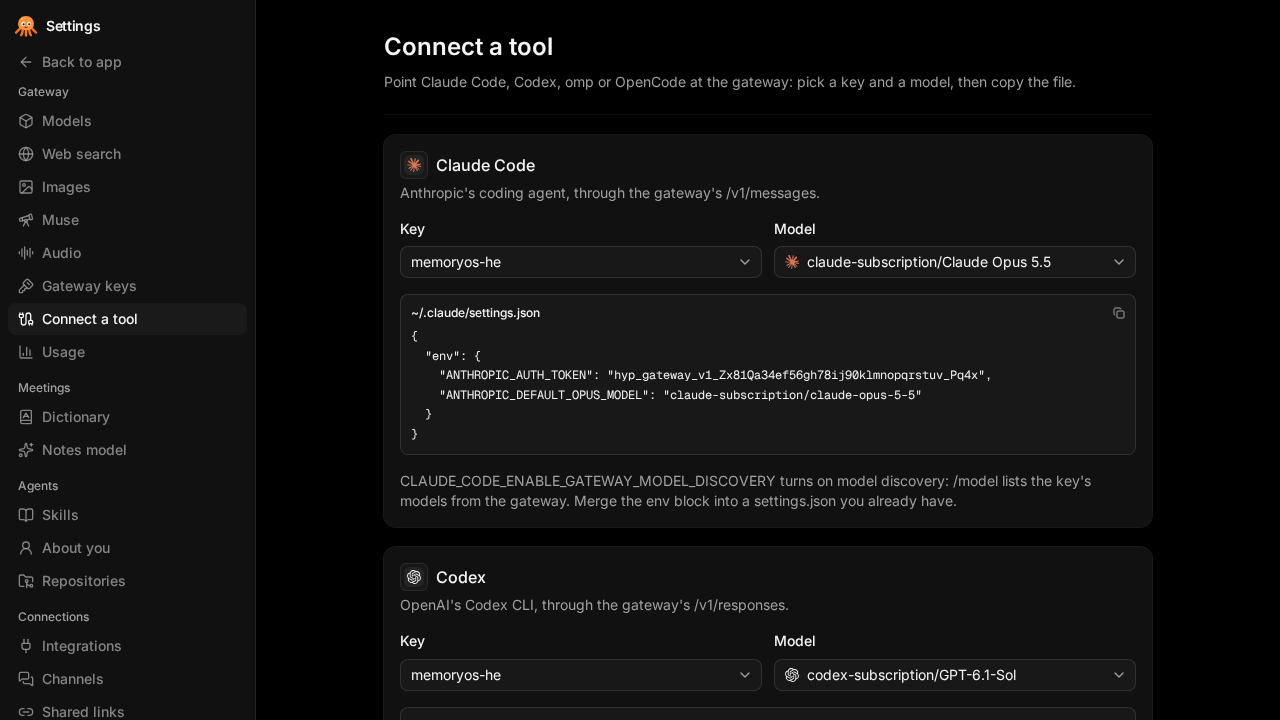 Settings
Back to app
Gateway
Models
Web search
Images
Muse
Audio
Gateway keys
Connect a tool
Usage
Meetings
Dictionary
Notes model
Agents
Skills
About you
Repositories
Connections
Integrations
Channels
Shared links
Connect a tool
Point Claude Code, Codex, omp or OpenCode at the gateway: pick a key and a model, then copy the file.
Claude Code
Anthropic's coding agent, through the gateway's /v1/messages.
Key
Model
memoryos-he
claude-subscription/Claude Opus 5.5
~/.claude/settings.json
{
"env": {
"ANTHROPIC_AUTH_TOKEN": "hyp_gateway_v1_Zx81Qa34ef56gh78ij90klmnopqrstuv_Pq4x",
"ANTHROPIC_DEFAULT_OPUS_MODEL": "claude-subscription/claude-opus-5-5"
}
}
CLAUDE_CODE_ENABLE_GATEWAY_MODEL_DISCOVERY turns on model discovery: /model lists the key's
models from the gateway. Merge the env block into a settings.json you already have.
Codex
OpenAI's Codex CLI, through the gateway's /v1/responses.
Key
Model
memoryos-he
codex-subscription/GPT-6.1-Sol